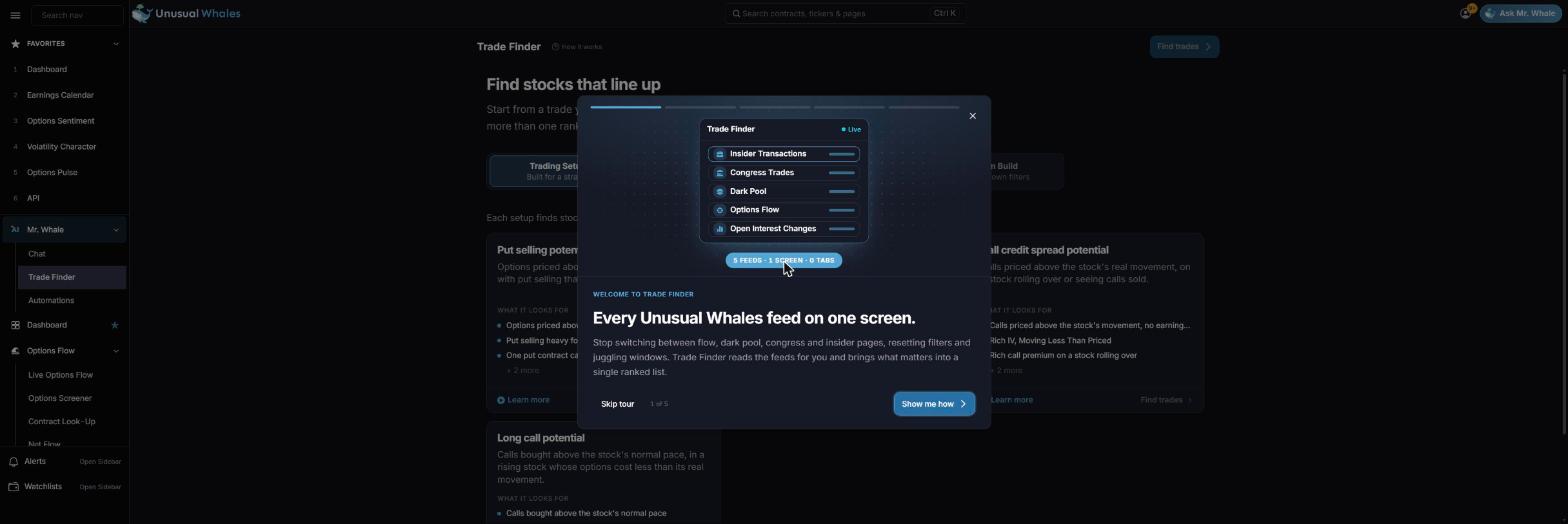 Search nav
Unusual Whales
Search contracts, tickers & pages
Ctrl K
9+
Ask Mr. Whale
FAVORITES
1 Dashboard
2 Earnings Calendar
3 Options Sentiment
4 Volatility Character
5 Options Pulse
6 API
AI Mr. Whale
Chat
Trade Finder
Automations
Dashboard
Options Flow
Live Options Flow
Options Screener
Contract Look-Up
Net Flow
Alerts Open Sidebar
Watchlists Open Sidebar
Trade Finder
How it works
Find trades
Find stocks that line up
Start from a trade
more than one rank
Trading Setu
Built for a stra
n Build
own filters
Each setup finds stoc
Put selling poten
Options priced abo
with put selling tha
WHAT IT LOOKS FOR
Options priced abov
Put selling heavy fo
One put contract ca
+ 2 more
Learn more
all credit spread potential
alls priced above the stock's real movement, on
stock rolling over or seeing calls sold.
WHAT IT LOOKS FOR
Calls priced above the stock's movement, no earning...
Rich IV, Moving Less Than Priced
Rich call premium on a stock rolling over
+ 2 more
Learn more
Find trades
Long call potential
Calls bought above the stock's normal pace, in a
rising stock whose options cost less than its real
movement.
WHAT IT LOOKS FOR
Calls bought above the stock's normal pace
Trade Finder
Live
Insider Transactions
Congress Trades
Dark Pool
Options Flow
Open Interest Changes
5 FEEDS · 1 SCREEN · 0 TABS
WELCOME TO TRADE FINDER
Every Unusual Whales feed on one screen.
Stop switching between flow, dark pool, congress and insider pages, resetting filters and
juggling windows. Trade Finder reads the feeds for you and brings what matters into a
single ranked list.
Skip tour
1 of 5
Show me how